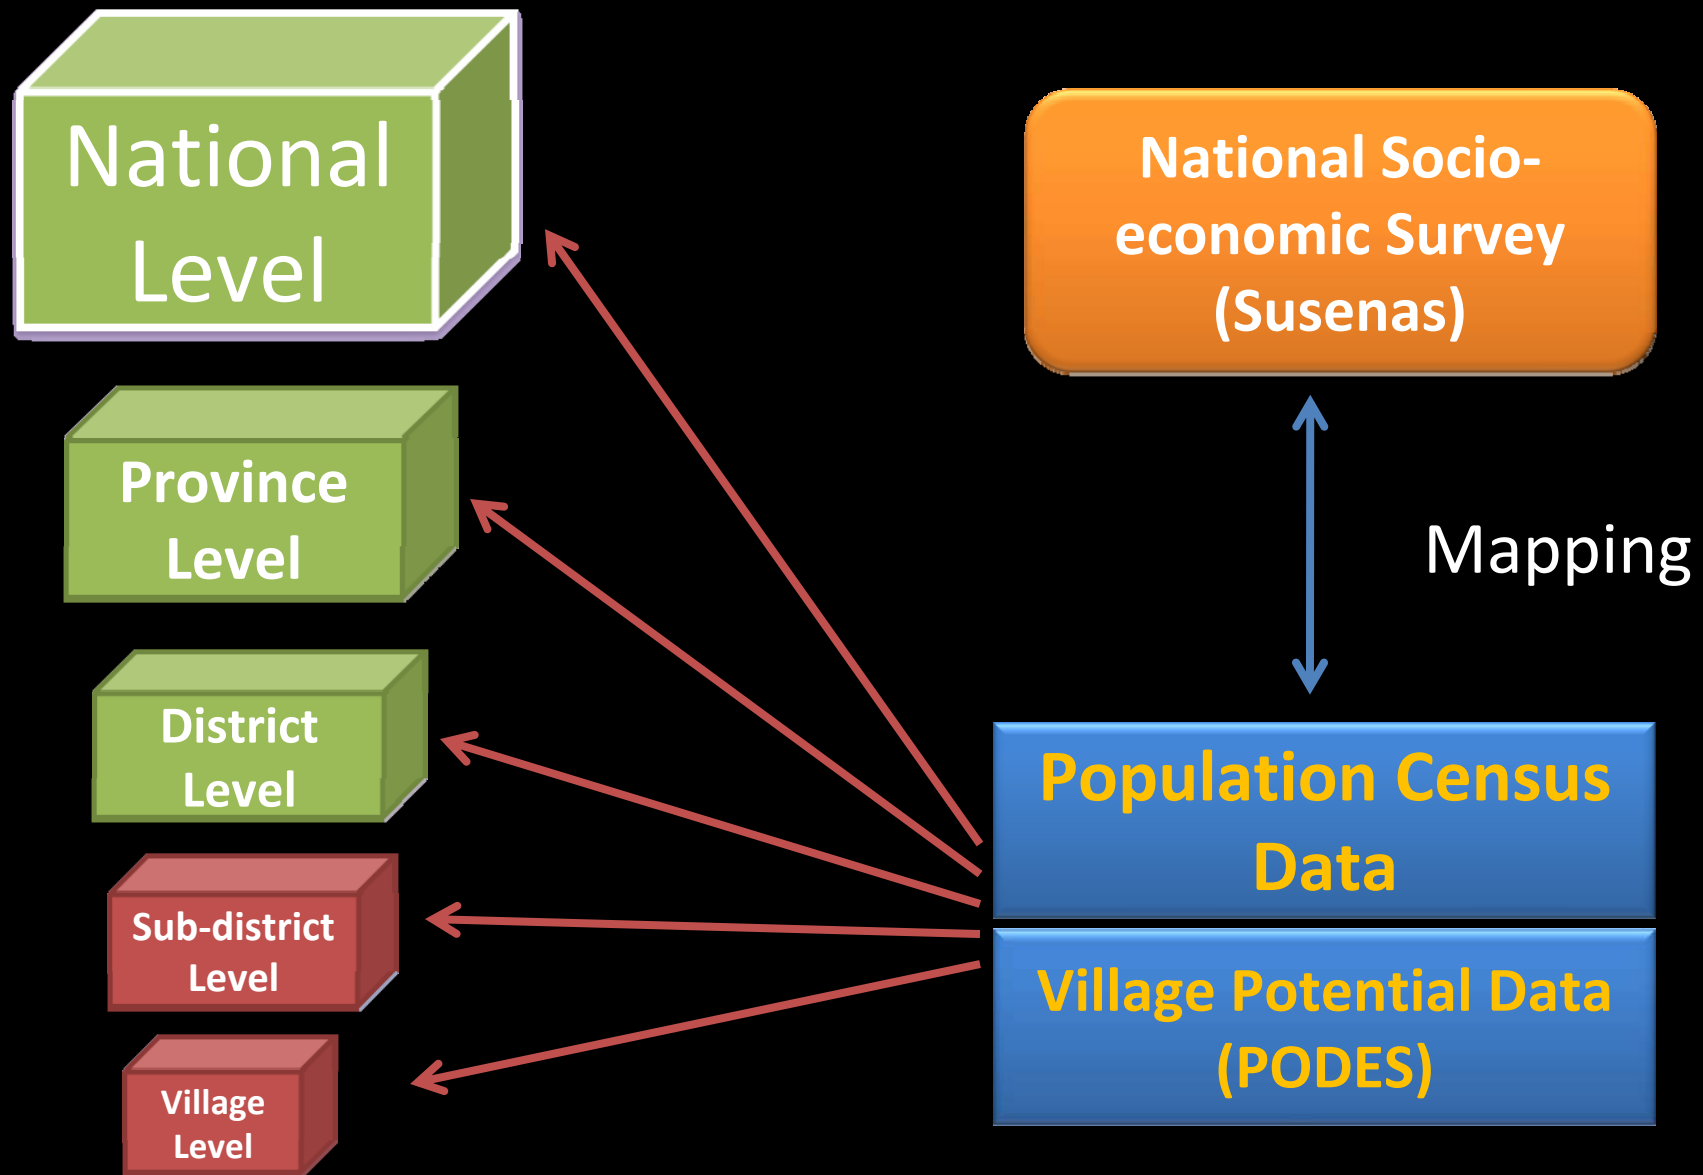 National
Level
Province
Level
District
Level
Sub-district
Level
Village
Level
National Socio-
economic Survey
(Susenas)
Mapping
Population Census
Data
Village Potential Data
(PODES)